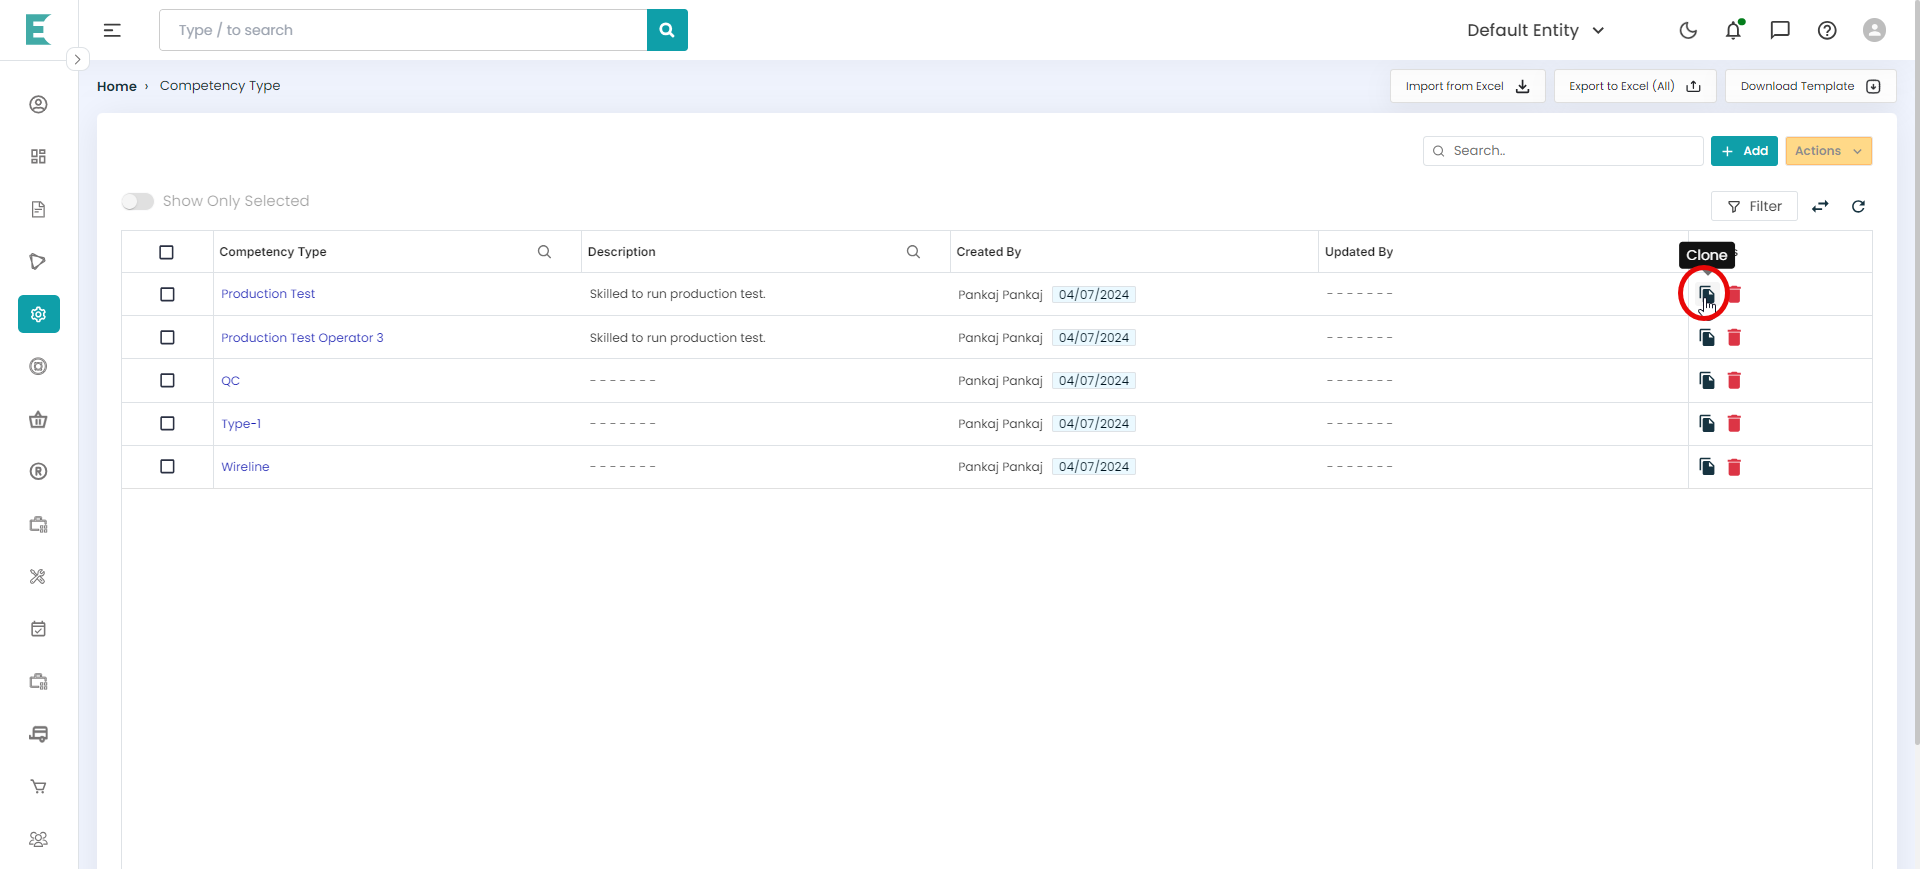 Type / to search
Default Entity
Home › Competency Type
Import from Excel
Export to Excel (All)
Download Template
Search..
+ Add
Actions
Show Only Selected
Filter
Clone
Competency Type
Description
Created By
Updated By
Production Test
Skilled to run production test.
Pankaj Pankaj 04/07/2024
- - - - - - -
Production Test Operator 3
Skilled to run production test.
Pankaj Pankaj 04/07/2024
- - - - - - -
QC
- - - - - - -
Pankaj Pankaj 04/07/2024
- - - - - - -
Type-1
- - - - - - -
Pankaj Pankaj 04/07/2024
- - - - - - -
Wireline
- - - - - - -
Pankaj Pankaj 04/07/2024
- - - - - - -